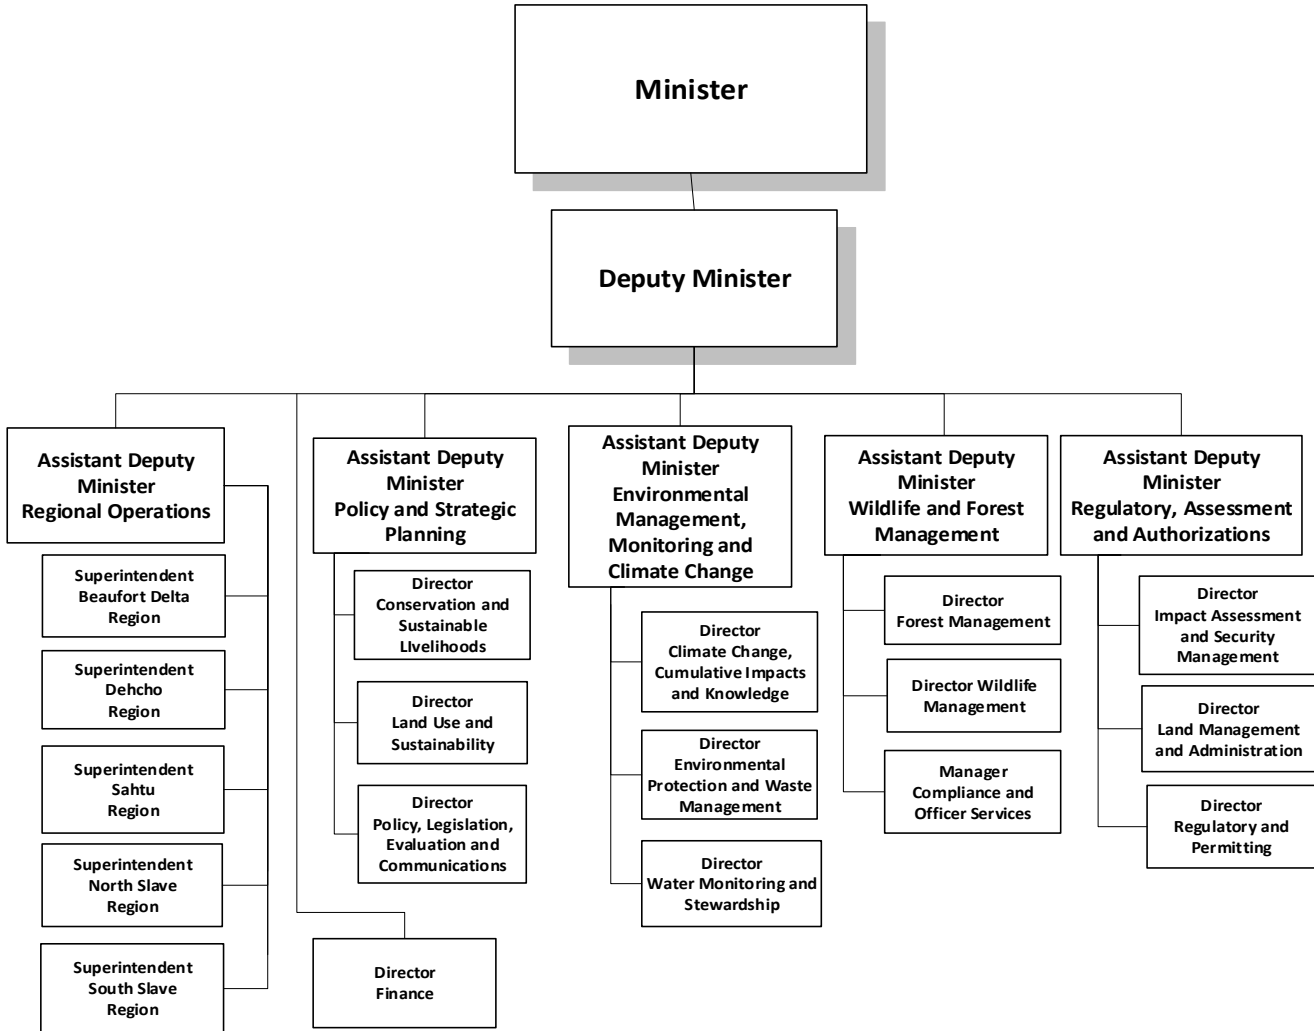 Minister
Deputy Minister
Assistant Deputy
Minister
Regional Operations
Superintendent
Beaufort Delta
Region
Superintendent
Dehcho
Region
Superintendent
Sahtu
Region
Superintendent
North Slave
Region
Superintendent
South Slave
Region
Assistant Deputy
Minister
Policy and Strategic
Planning
Director
Conservation and
Sustainable
LIvelihoods
Director
Land Use and
Sustainability
Director
Policy, Legislation,
Evaluation and
Communications
Director
Finance
Assistant Deputy
Minister
Environmental
Management,
Monitoring and
Climate Change
Director
Climate Change,
Cumulative Impacts
and Knowledge
Director
Environmental
Protection and Waste
Management
Director
Water Monitoring and
Stewardship
Assistant Deputy
Minister
Wildlife and Forest
Management
Director
Forest Management
Director Wildlife
Management
Manager
Compliance and
Officer Services
Assistant Deputy
Minister
Regulatory, Assessment
and Authorizations
Director
Impact Assessment
and Security
Management
Director
Land Management
and Administration
Director
Regulatory and
Permitting